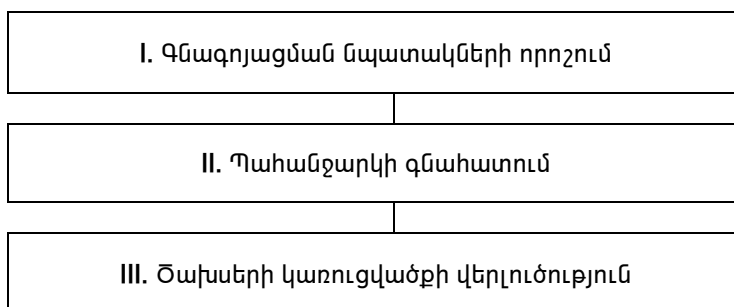 I. Գնագոյացման նպատակների որոշում
II. Պահանջարկի գնահատում
III. Ծախսերի կառուցվածքի վերլուծություն